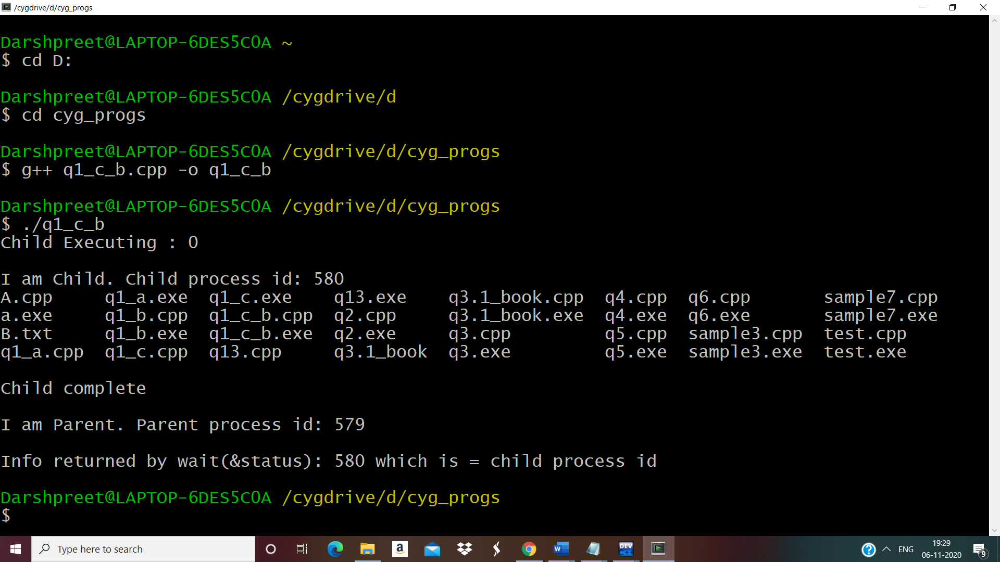 /cygdrive/d/cyg_progs
Darshpreet@LAPTOP-6DES5C0A ~
$ cd D:
Darshpreet@LAPTOP-6DES5C0A /cygdrive/d
$ cd cyg_progs
Darshpreet@LAPTOP-6DES5C0A /cygdrive/d/cyg_progs
$ g++ q1_c_b.cpp -o q1_c_b
Darshpreet@LAPTOP-6DES5C0A /cygdrive/d/cyg_progs
$ ./q1_c_b
Child Executing : 0
I am Child. Child process id: 580
A.cpp q1_a.exe q1_c.exe q13.exe q3.1_book.cpp q4.cpp q6.cpp sample7.cpp
a.exe q1_b.cpp q1_c_b.cpp q2.cpp q3.1_book.exe q4.exe q6.exe sample7.exe
B.txt q1_b.exe q1_c_b.exe q2.exe q3.cpp q5.cpp sample3.cpp test.cpp
q1_a.cpp q1_c.cpp q13.cpp q3.1_book q3.exe q5.exe sample3.exe test.exe
Child complete
I am Parent. Parent process id: 579
Info returned by wait(&status): 580 which is = child process id
Darshpreet@LAPTOP-6DES5C0A /cygdrive/d/cyg_progs
$
Type here to search
a
W
DEV
C++
?
ENG
19:29
06-11-2020
9